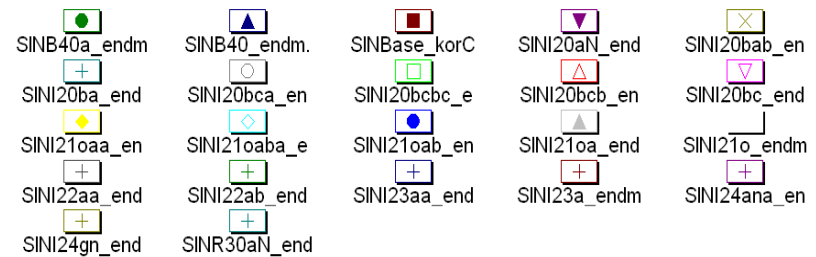 SINB40a_endm SINB40_endm. SINBase_korC SINI20aN_end SINI20bab_en
SINI20ba_end SINI20bca_en SINI20bcbc_e SINI20bcb_en SINI20bc_end
SINI21oaa_en SINI21oaba_e SINI21oab_en SINI21oa_end SINI21o_endm
SINI22aa_end SINI22ab_end SINI23aa_end SINI23a_endm SINI24ana_en
SINI24gn_end SINR30aN_end